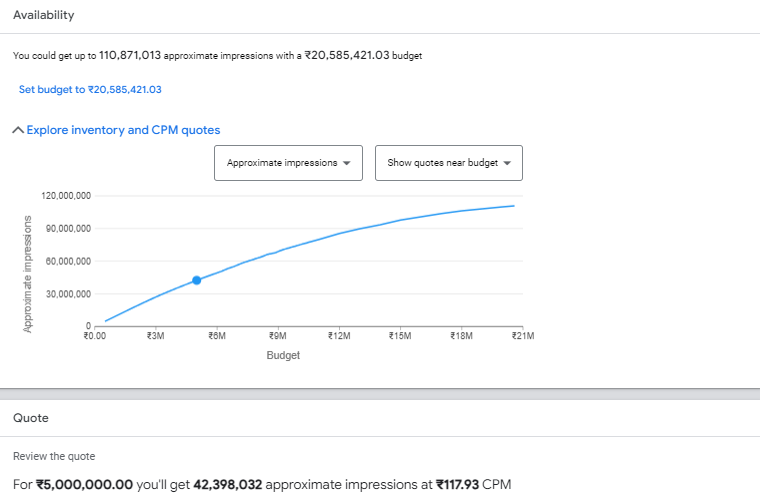 Availability
You could get up to 110,871,013 approximate impressions with a ₹20,585,421.03 budget
Set budget to ₹20,585,421.03
Explore inventory and CPM quotes
Approximate impressions
Show quotes near budget
120,000,000
90,000,000
60,000,000
30,000,000
0
Approximate impressions
₹0.00 ₹3M ₹6M ₹9M ₹12M ₹15M ₹18M ₹21M
Budget
Quote
Review the quote
For ₹5,000,000.00 you'll get 42,398,032 approximate impressions at ₹117.93 CPM